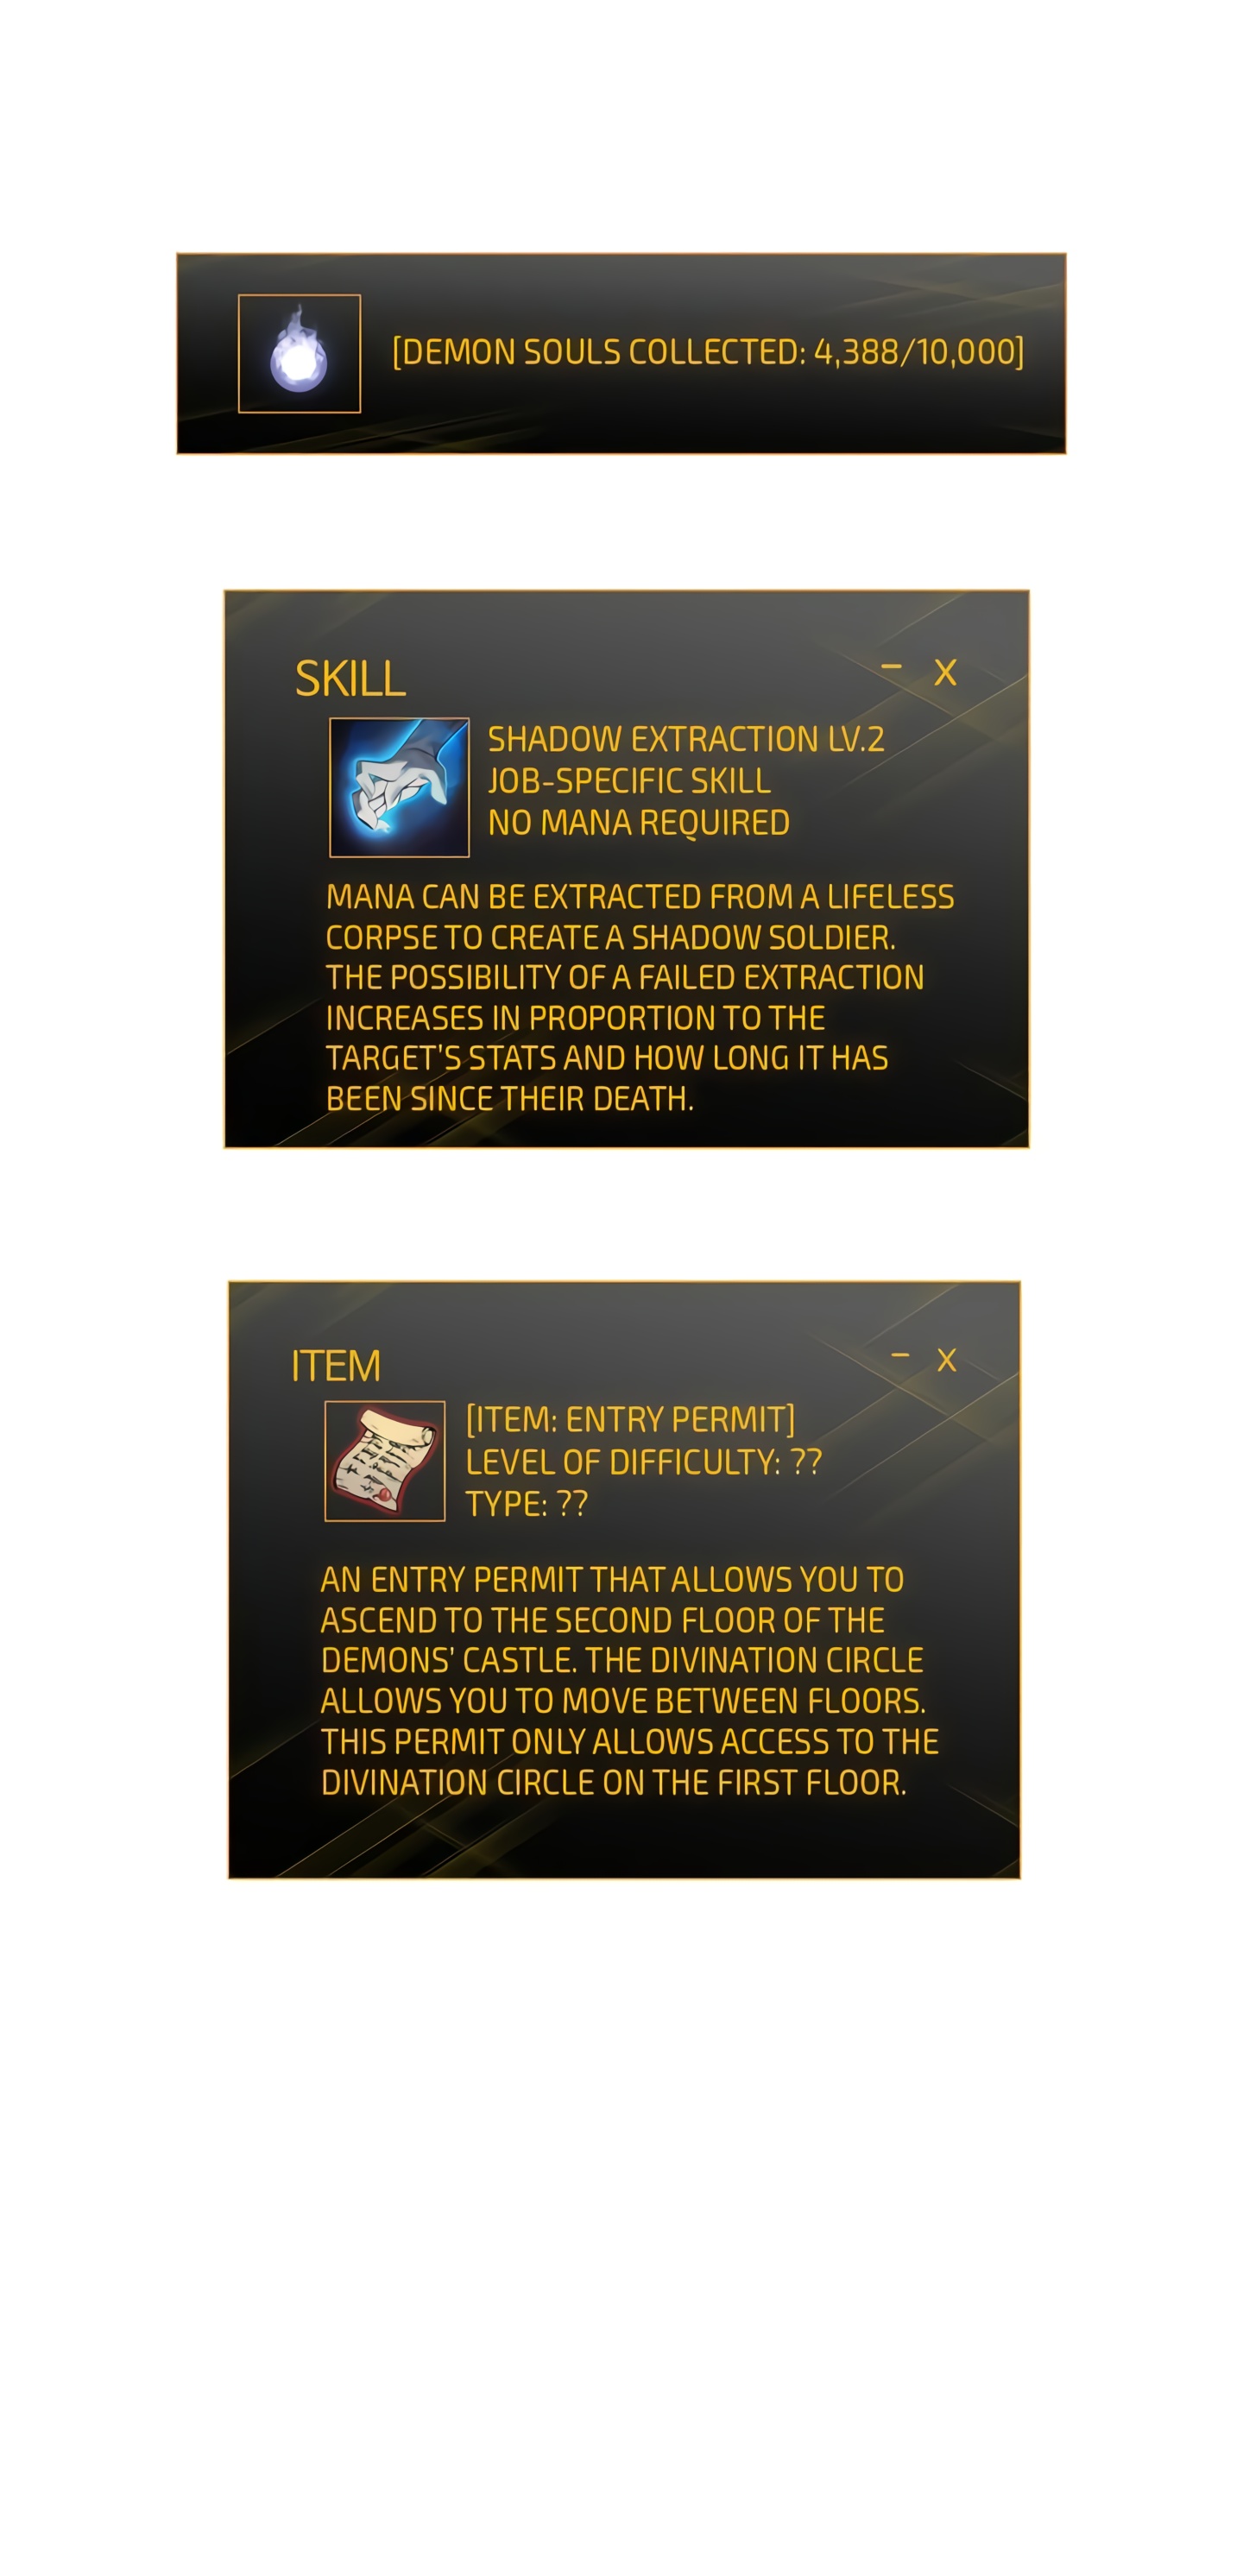 [DEMON SOULS COLLECTED: 4,388/10,000]
SKILL
– X
SHADOW EXTRACTION LV.2
JOB-SPECIFIC SKILL
NO MANA REQUIRED
MANA CAN BE EXTRACTED FROM A LIFELESS
CORPSE TO CREATE A SHADOW SOLDIER.
THE POSSIBILITY OF A FAILED EXTRACTION
INCREASES IN PROPORTION TO THE
TARGET'S STATS AND HOW LONG IT HAS
BEEN SINCE THEIR DEATH.
ITEM
– X
[ITEM: ENTRY PERMIT]
LEVEL OF DIFFICULTY: ??
TYPE: ??
AN ENTRY PERMIT THAT ALLOWS YOU TO
ASCEND TO THE SECOND FLOOR OF THE
DEMONS' CASTLE. THE DIVINATION CIRCLE
ALLOWS YOU TO MOVE BETWEEN FLOORS.
THIS PERMIT ONLY ALLOWS ACCESS TO THE
DIVINATION CIRCLE ON THE FIRST FLOOR.